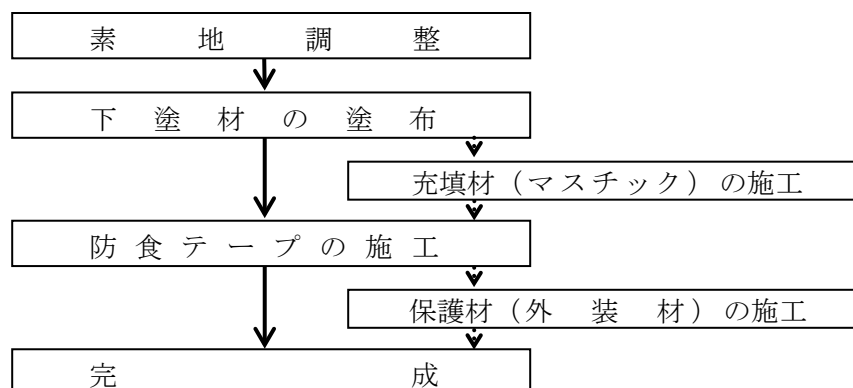 素地調整
下塗材の塗布
充填材（マスチック）の施工
防食テープの施工
保護材（外装材）の施工
完成